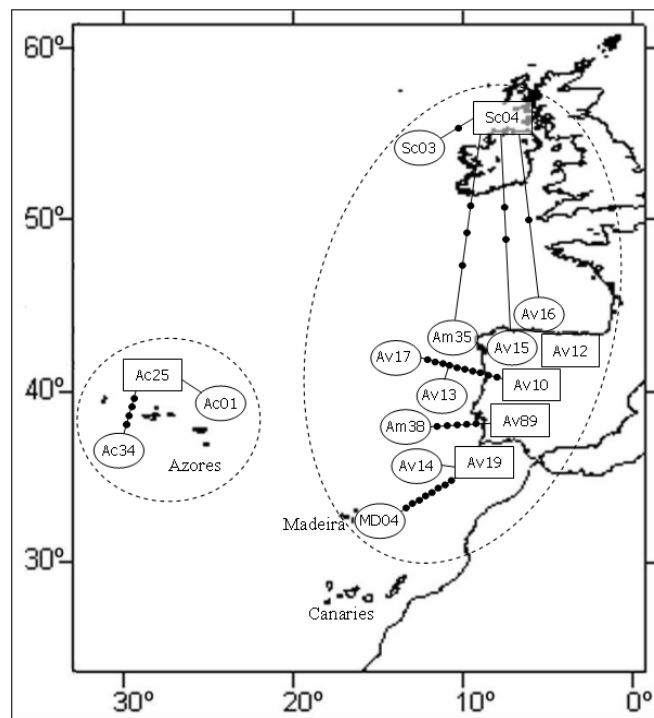 60º
50º
40º
30º
30º
20º
10º
0º
Sc04
Sc03
Av16
Am35
Av15
Av12
Av17
Av10
Av13
Ac25
Ac01
Ac34
Azores
Am38
Av89
Av14
Av19
MD04
Madeira
Canaries